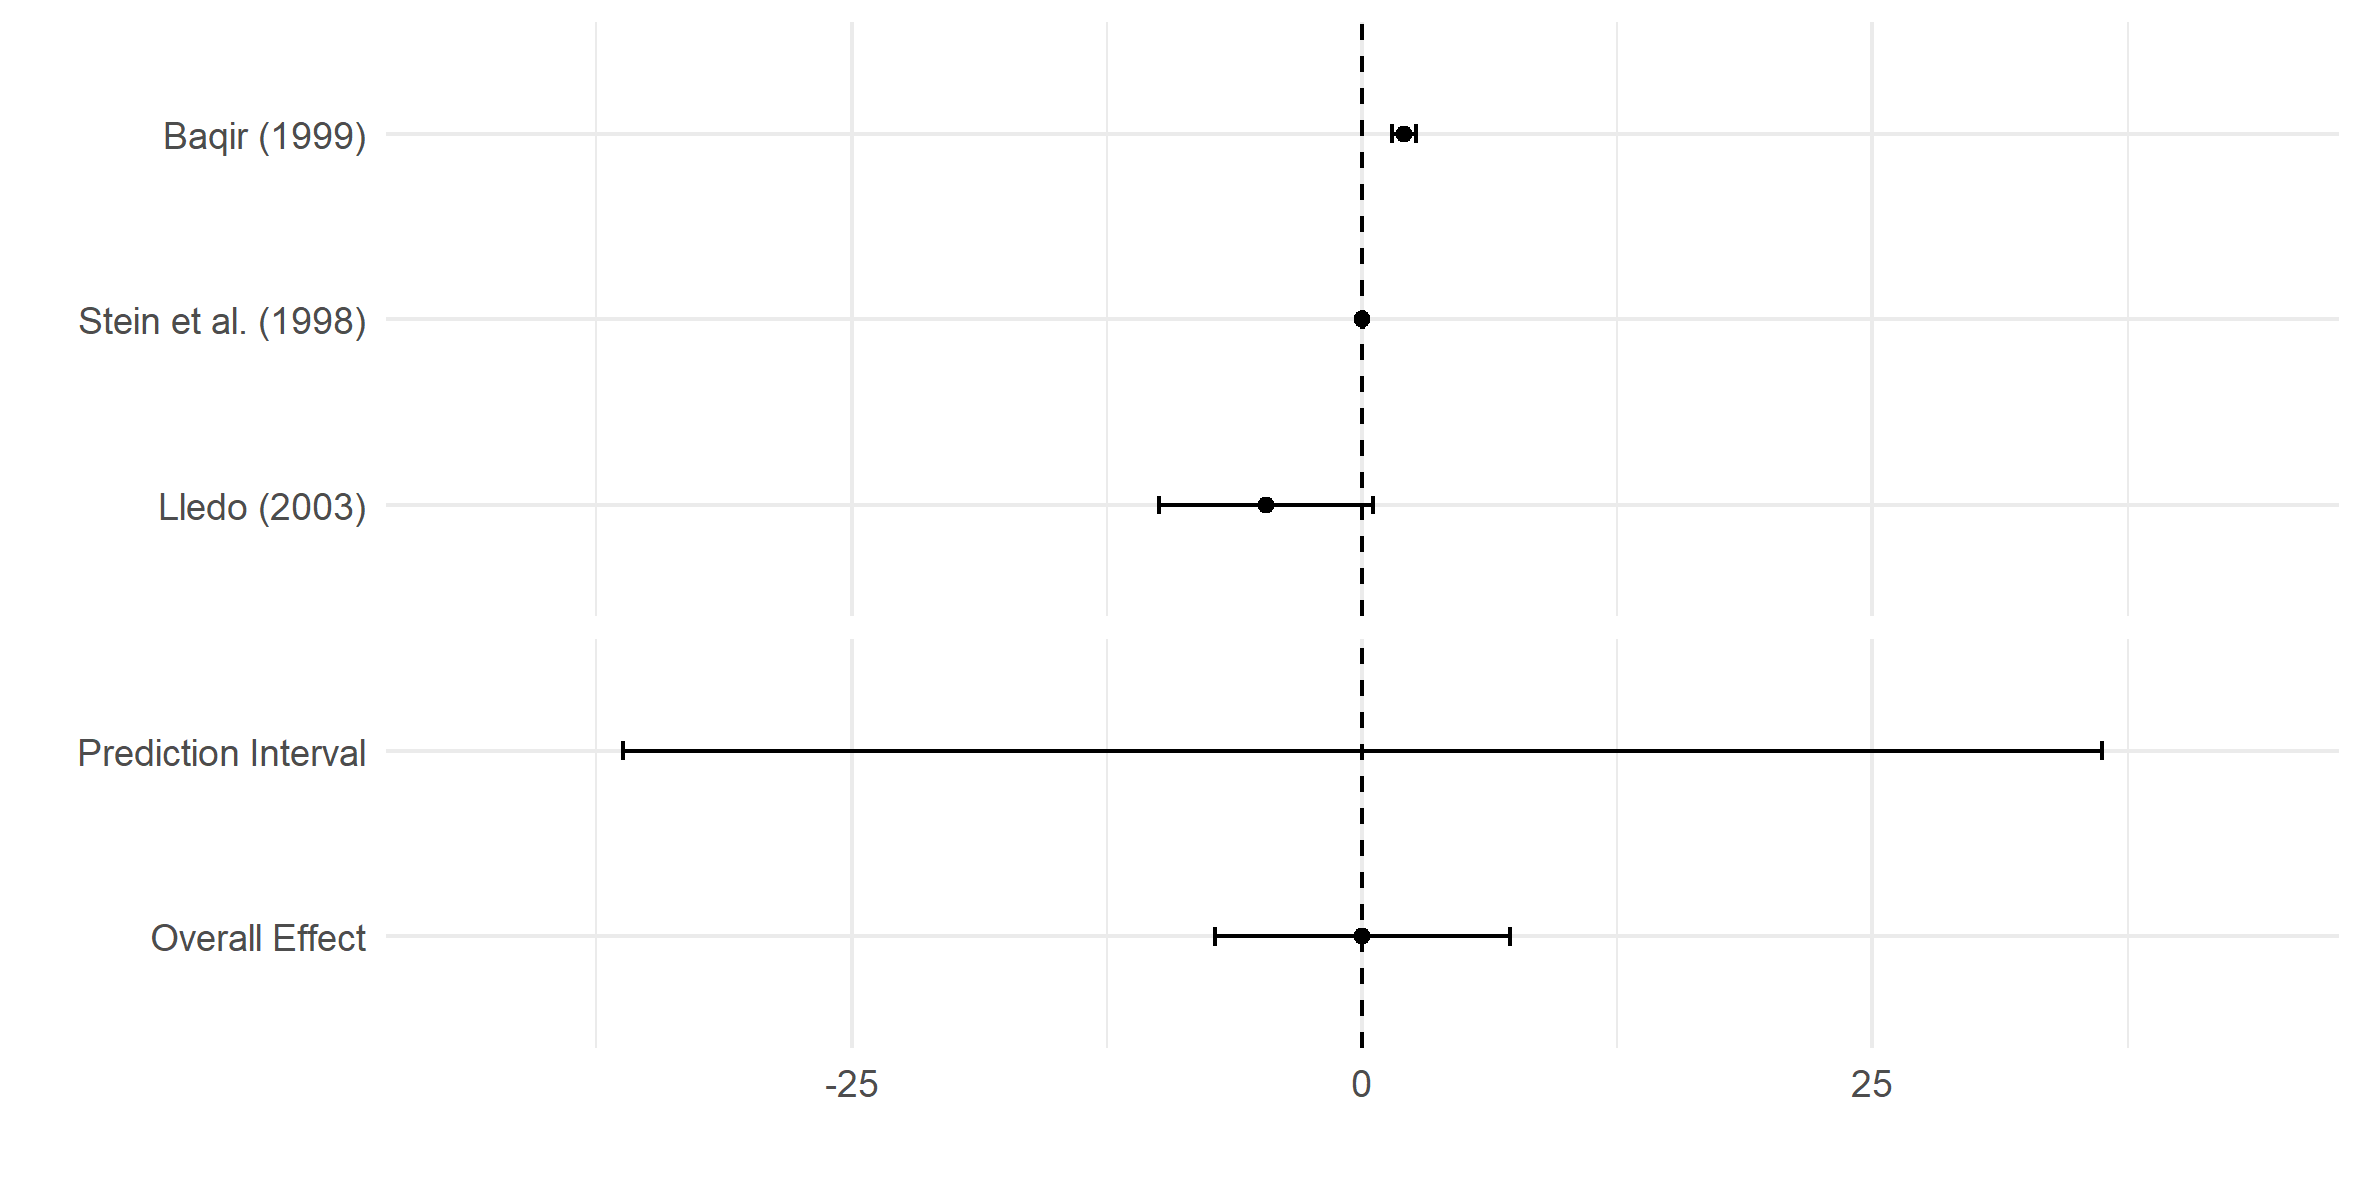 Baqir (1999)
Stein et al. (1998)
Lledo (2003)
Prediction Interval
Overall Effect
-25 0 25